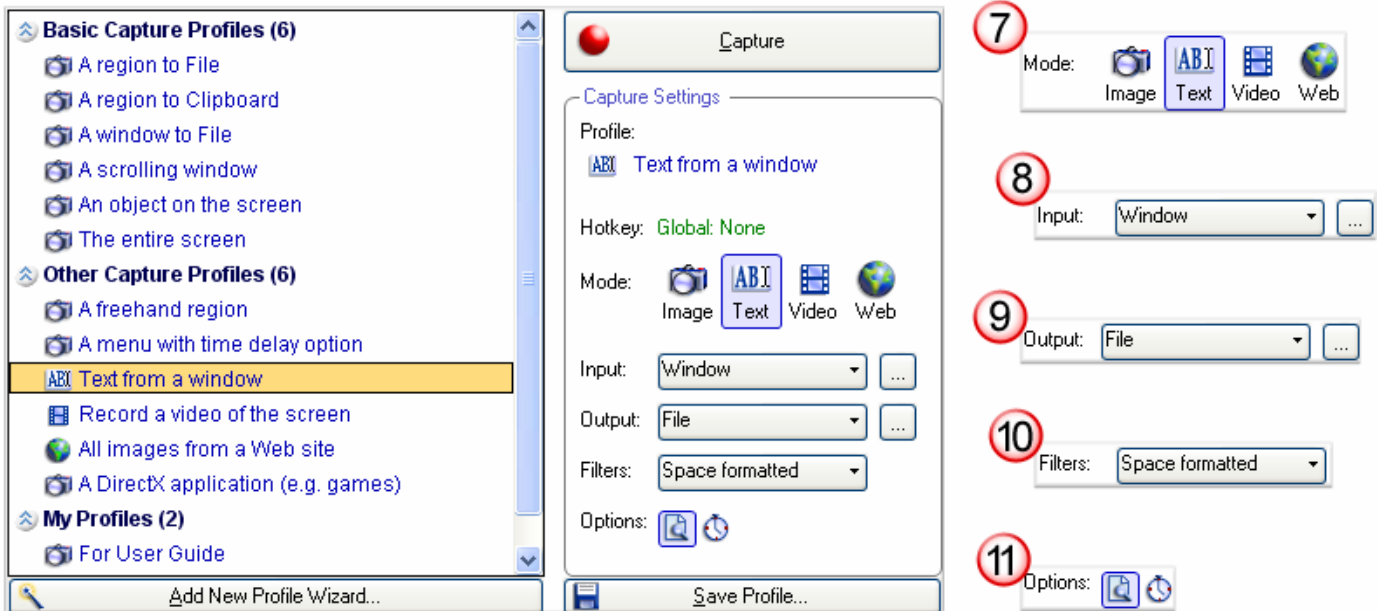 Basic Capture Profiles (6)
A region to File
A region to Clipboard
A window to File
A scrolling window
An object on the screen
The entire screen
Other Capture Profiles (6)
A freehand region
A menu with time delay option
ABI Text from a window
Record a video of the screen
All images from a Web site
A DirectX application (e.g. games)
My Profiles (2)
For User Guide
Add New Profile Wizard...
Capture
Capture Settings
Profile:
ABI Text from a window
Hotkey: Global: None
Mode: Image ABI Text Video Web
Input: Window ...
Output: File ...
Filters: Space formatted
Options:
Save Profile...
7
Mode: Image ABI Text Video Web
8
Input: Window ...
9
Output: File ...
10
Filters: Space formatted
11
Options: